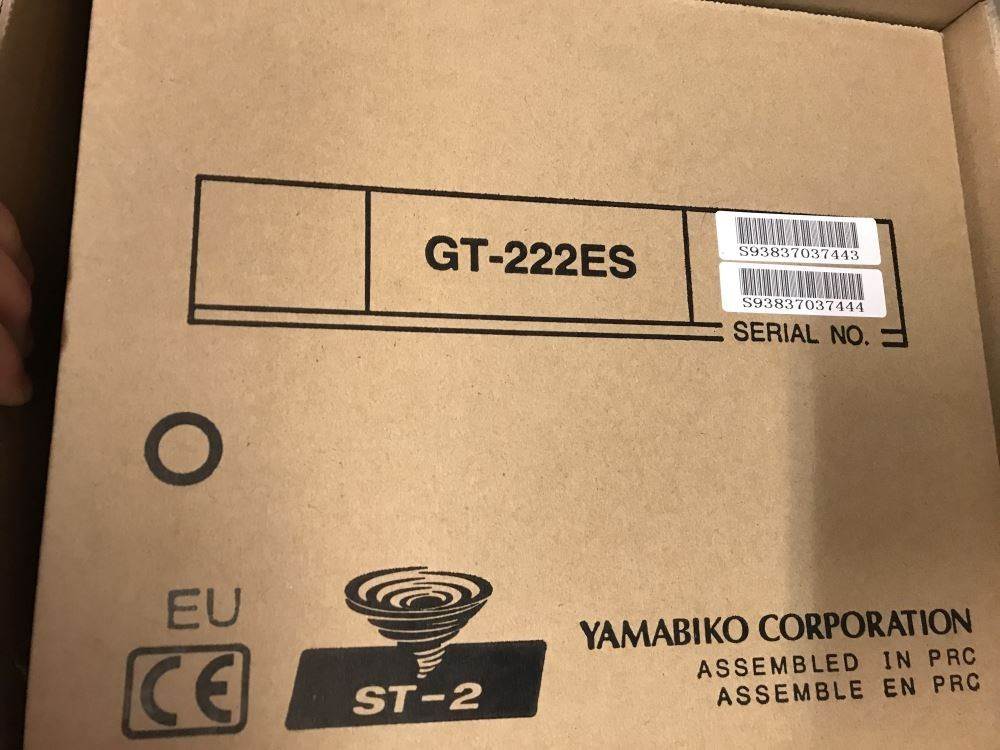 GT-222ES
S93837037443
S93837037444
SERIAL NO.
EU
CE
ST-2
YAMABIKO CORPORATION
ASSEMBLED IN PRC
ASSEMBLE EN PRC